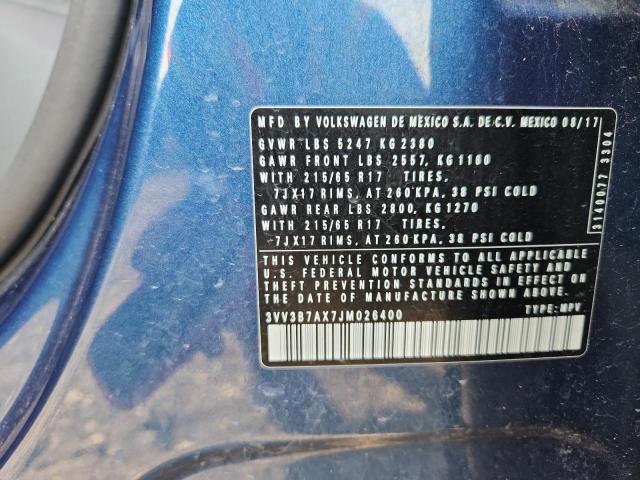 MFD BY VOLKSWAGEN DE MEXICO S.A. DE C.V. MEXICO 08/17
GVWR LBS 5247 KG 2380
GAWR FRONT LBS 2557, KG 1160
WITH 215/65 R17 TIRES,
7JX17 RIMS, AT 260 KPA, 38 PSI COLD
GAWR REAR LBS 2800, KG 1270
WITH 215/65 R17 TIRES,
7JX17 RIMS, AT 260 KPA, 38 PSI COLD
THIS VEHICLE CONFORMS TO ALL APPLICABLE
U.S. FEDERAL MOTOR VEHICLE SAFETY AND
THEFT PREVENTION STANDARDS IN EFFECT ON
THE DATE OF MANUFACTURE SHOWN ABOVE.
3VV3B7AX7JM026400 TYPE: MPV
3140077 3304